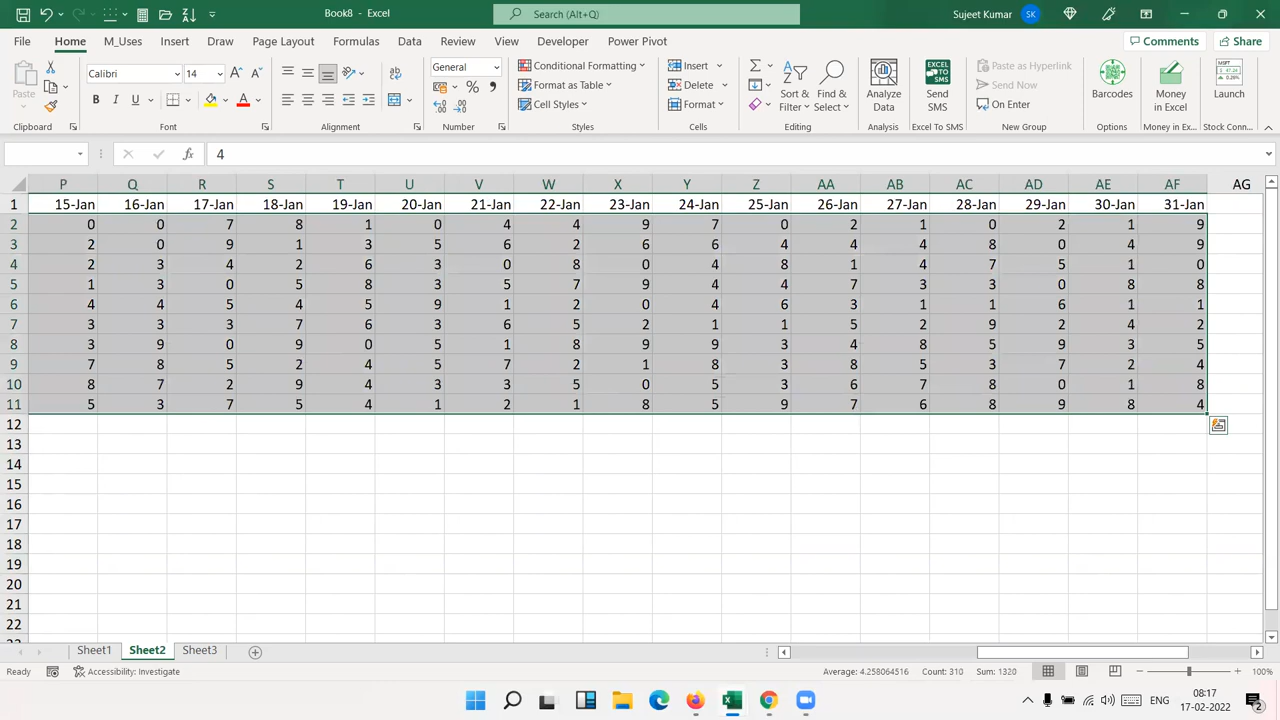 Book8 - Excel
Search (Alt+Q)
Sujeet Kumar
SK
File Home M_Uses Insert Draw Page Layout Formulas Data Review View Developer Help Power Pivot
Comments
Share
Paste
Clipboard
Calibri 14
B I U
Font
Alignment
General
Number
Conditional Formatting
Format as Table
Cell Styles
Styles
Insert
Delete
Format
Cells
Sort & Filter
Find & Select
Editing
Analyze Data
Analysis
EXCEL To SMS
Send SMS
Excel To SMS
Paste as Hyperlink
Send Now
On Enter
New Group
Barcodes
Options
Money in Excel
Money in Ex...
Launch
Stock Conn...
fx 4
P Q R S T U V W X Y Z AA AB AC AD AE AF AG
1 15-Jan 16-Jan 17-Jan 18-Jan 19-Jan 20-Jan 21-Jan 22-Jan 23-Jan 24-Jan 25-Jan 26-Jan 27-Jan 28-Jan 29-Jan 30-Jan 31-Jan
2 0 0 7 8 1 0 4 4 9 7 0 2 1 0 2 1 9
3 2 0 9 1 3 5 6 2 6 6 4 4 4 8 0 4 9
4 2 3 4 2 6 3 0 8 0 4 8 1 4 7 5 1 0
5 1 3 0 5 8 3 5 7 9 4 4 7 3 3 0 8 8
6 4 4 5 4 5 9 1 2 0 4 6 3 1 1 6 1 1
7 3 3 3 7 6 3 6 5 2 1 1 5 2 9 2 4 2
8 3 9 0 9 0 5 1 8 9 9 3 4 8 5 9 3 5
9 7 8 5 2 4 5 7 2 1 8 3 8 5 3 7 2 4
10 8 7 2 9 4 3 3 5 0 5 3 6 7 8 0 1 8
11 5 3 7 5 4 1 2 1 8 5 9 7 6 8 9 8 4
12
13
14
15
16
17
18
19
20
21
22
Sheet1 Sheet2 Sheet3
Ready
Accessibility: Investigate
Average: 4.258064516 Count: 310 Sum: 1320
100%
ENG
08:17
17-02-2022
2